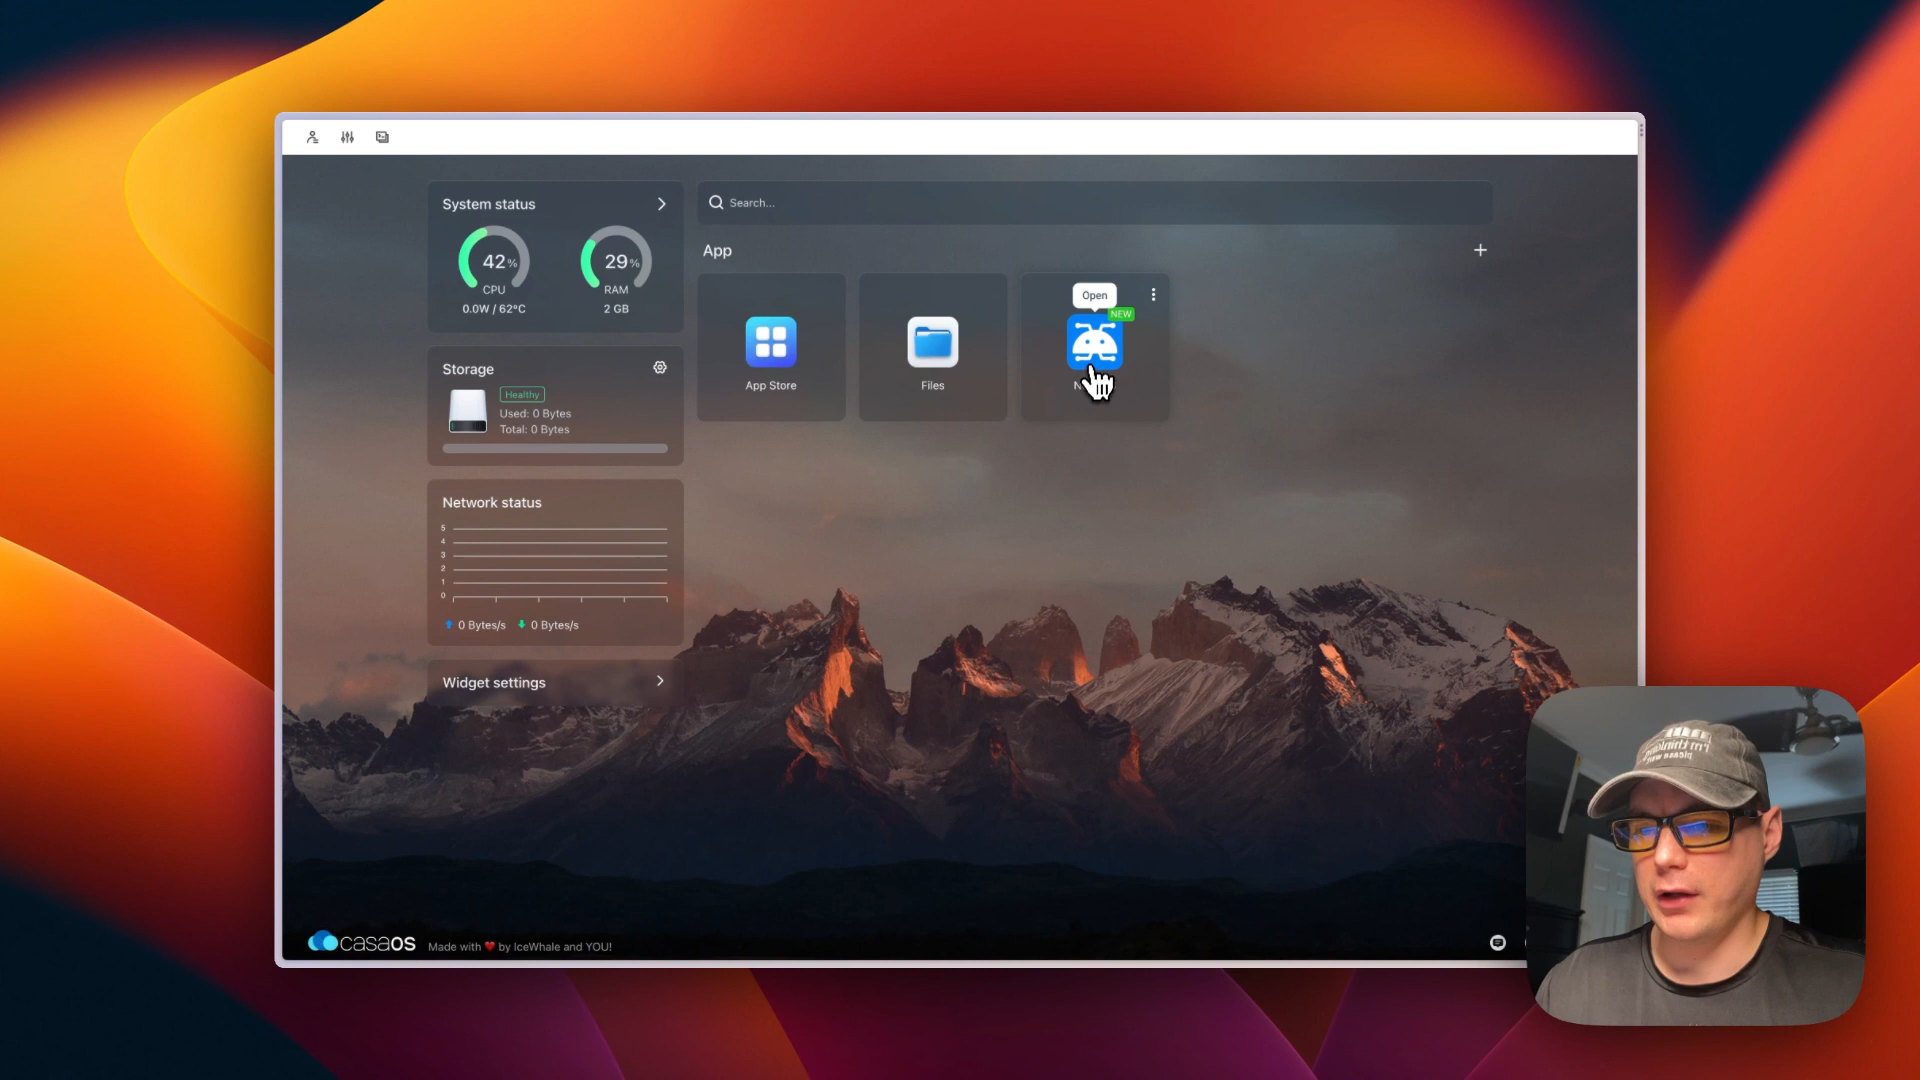 System status
42%
CPU
0.0W / 62°C
29%
RAM
2 GB
Storage
Healthy
Used: 0 Bytes
Total: 0 Bytes
Network status
5
4
3
2
1
0
0 Bytes/s
0 Bytes/s
Widget settings
Search...
App
App Store
Files
Open
NEW
N
casaOS
Made with ❤ by IceWhale and YOU!